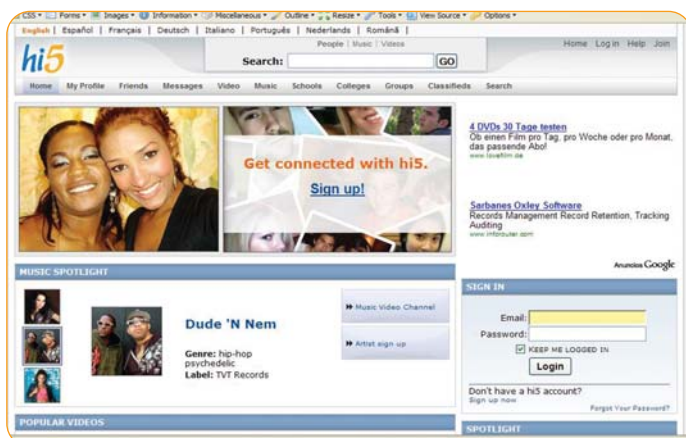 CSS Forms Images Information Miscellaneous Outline Resize Tools View Source Options
English | Español | Français | Deutsch | Italiano | Português | Nederlands | Română |
hi5
People | Music | Videos
Search: GO
Home Log in Help Join
Home My Profile Friends Messages Video Music Schools Colleges Groups Classifieds Search
Get connected with hi5.
Sign up!
4 DVDs 30 Tage testen
Ob einen Film pro Tag, pro Woche oder pro Monat,
das passende Abo!
www.lovefilm.de
Sarbanes Oxley Software
Records Management Record Retention, Tracking
Auditing
www.inforouter.com
Anuncios Google
MUSIC SPOTLIGHT
Dude 'N Nem
Genre: hip-hop
psychedelic
Label: TVT Records
Music Video Channel
Artist sign up
SIGN IN
Email:
Password:
KEEP ME LOGGED IN
Login
Don't have a hi5 account?
Sign up now
Forgot Your Password?
POPULAR VIDEOS
SPOTLIGHT